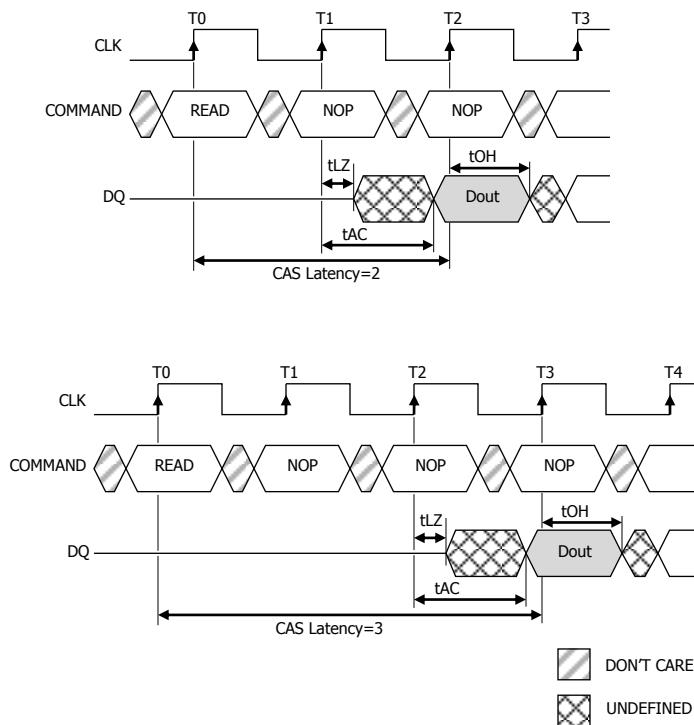 T0 T1 T2 T3
CLK
COMMAND READ NOP NOP
tLZ tOH
DQ Dout
tAC
CAS Latency=2
T0 T1 T2 T3 T4
CLK
COMMAND READ NOP NOP NOP
tLZ tOH
DQ Dout
tAC
CAS Latency=3
DON'T CARE
UNDEFINED